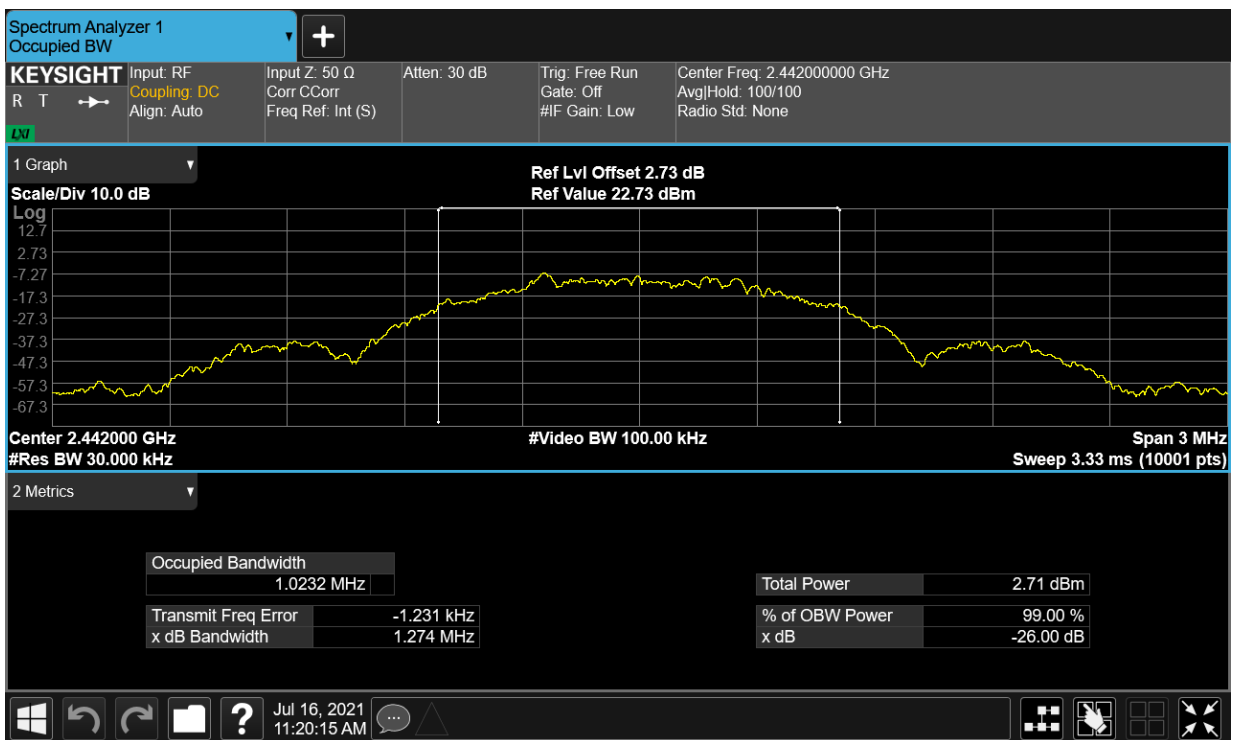 Spectrum Analyzer 1
Occupied BW
KEYSIGHT
R T
LXI
Input: RF
Coupling: DC
Align: Auto
Input Z: 50 Ω
Corr CCorr
Freq Ref: Int (S)
Atten: 30 dB
Trig: Free Run
Gate: Off
#IF Gain: Low
Center Freq: 2.442000000 GHz
Avg|Hold: 100/100
Radio Std: None
1 Graph
Ref Lvl Offset 2.73 dB
Scale/Div 10.0 dB
Ref Value 22.73 dBm
Log
12.7
2.73
-7.27
-17.3
-27.3
-37.3
-47.3
-57.3
-67.3
Center 2.442000 GHz
#Video BW 100.00 kHz
Span 3 MHz
#Res BW 30.000 kHz
Sweep 3.33 ms (10001 pts)
2 Metrics
Occupied Bandwidth
1.0232 MHz
Total Power 2.71 dBm
Transmit Freq Error -1.231 kHz
% of OBW Power 99.00 %
x dB Bandwidth 1.274 MHz
x dB -26.00 dB
?
Jul 16, 2021
11:20:15 AM